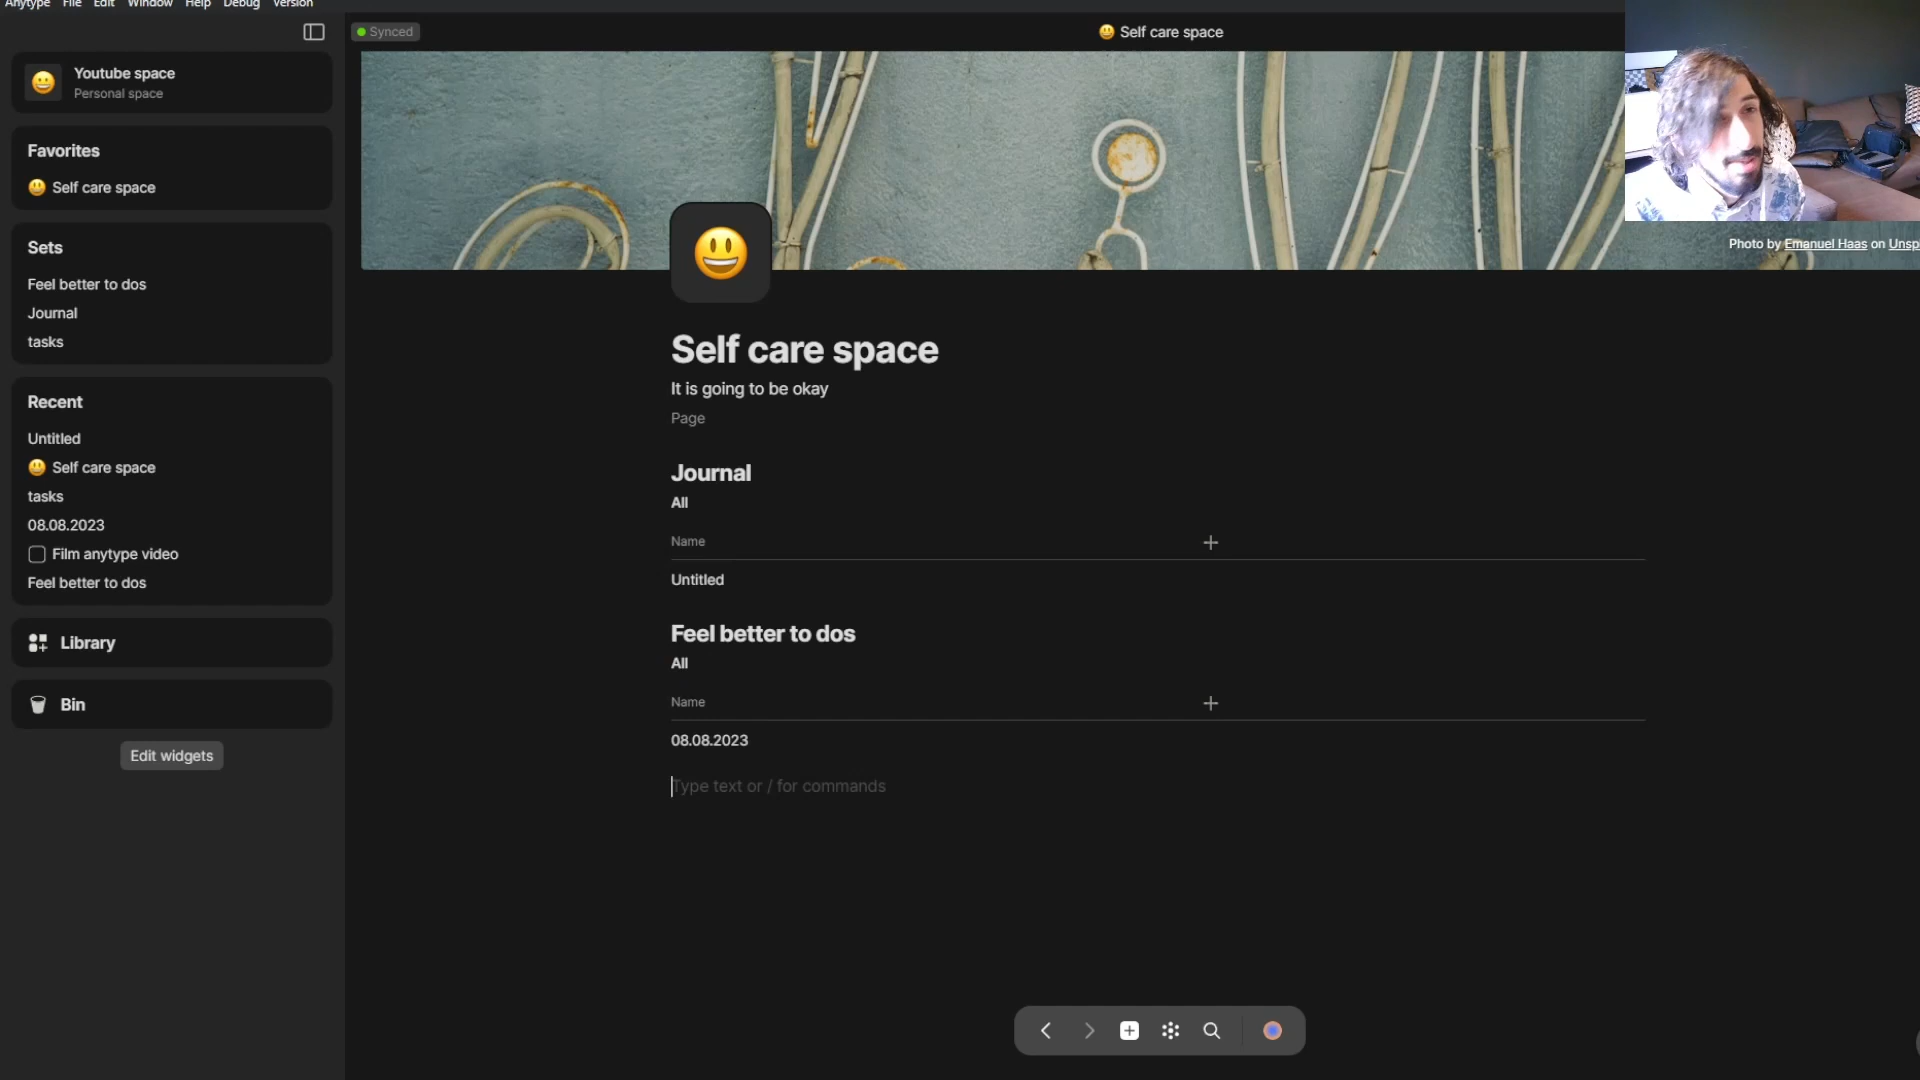 Anytype File Edit Window Help Debug Version
Synced
Self care space
Youtube space
Personal space
Favorites
Self care space
Sets
Feel better to dos
Journal
tasks
Recent
Untitled
Self care space
tasks
08.08.2023
Film anytype video
Feel better to dos
Library
Bin
Edit widgets
Photo by Emanuel Haas on
Self care space
It is going to be okay
Page
Journal
All
Name
Untitled
Feel better to dos
All
Name
08.08.2023
Type text or / for commands